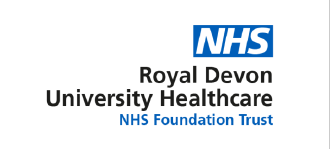 NHS
Royal Devon
University Healthcare
NHS Foundation Trust